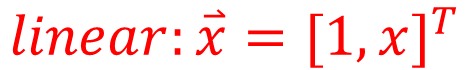 linear: x⃗ = [1, x]ᵀ